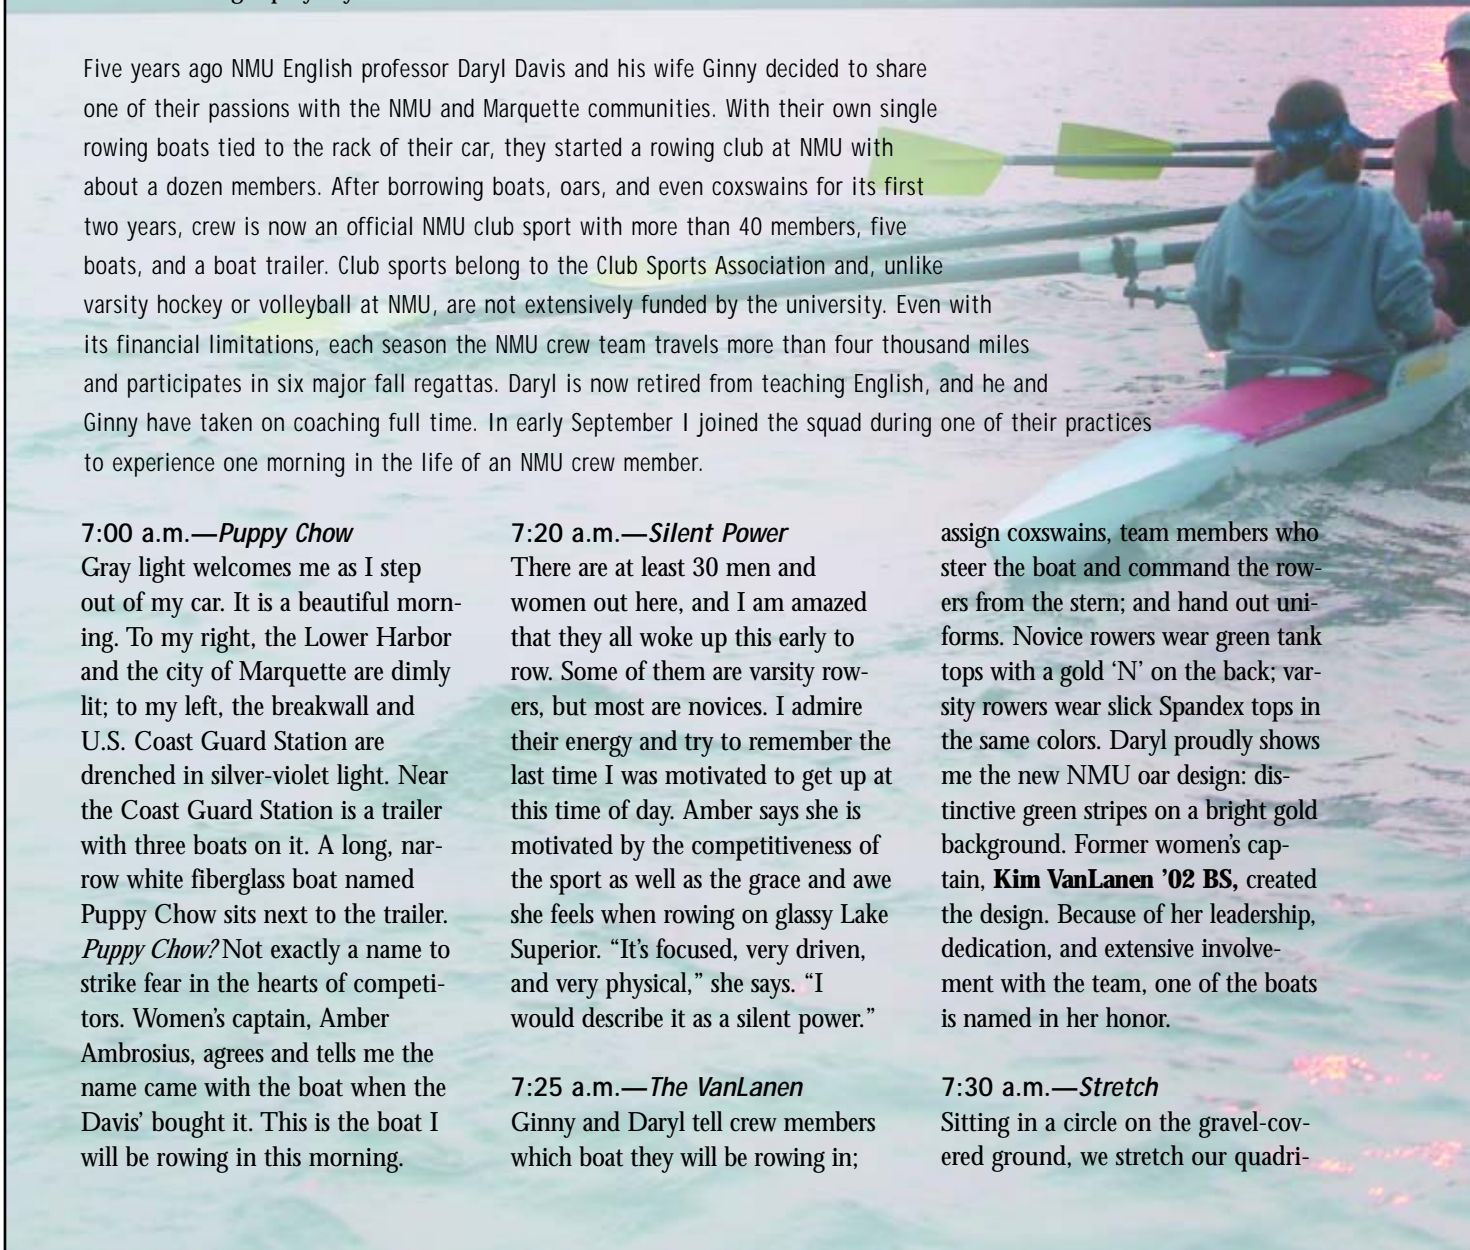 Five years ago NMU English professor Daryl Davis and his wife Ginny decided to share
one of their passions with the NMU and Marquette communities. With their own single
rowing boats tied to the rack of their car, they started a rowing club at NMU with
about a dozen members. After borrowing boats, oars, and even coxswains for its first
two years, crew is now an official NMU club sport with more than 40 members, five
boats, and a boat trailer. Club sports belong to the Club Sports Association and, unlike
varsity hockey or volleyball at NMU, are not extensively funded by the university. Even with
its financial limitations, each season the NMU crew team travels more than four thousand miles
and participates in six major fall regattas. Daryl is now retired from teaching English, and he and
Ginny have taken on coaching full time. In early September I joined the squad during one of their practices
to experience one morning in the life of an NMU crew member.
7:00 a.m.—Puppy Chow
Gray light welcomes me as I step
out of my car. It is a beautiful morn-
ing. To my right, the Lower Harbor
and the city of Marquette are dimly
lit; to my left, the breakwall and
U.S. Coast Guard Station are
drenched in silver-violet light. Near
the Coast Guard Station is a trailer
with three boats on it. A long, nar-
row white fiberglass boat named
Puppy Chow sits next to the trailer.
Puppy Chow? Not exactly a name to
strike fear in the hearts of competi-
tors. Women's captain, Amber
Ambrosius, agrees and tells me the
name came with the boat when the
Davis' bought it. This is the boat I
will be rowing in this morning.
7:20 a.m.—Silent Power
There are at least 30 men and
women out here, and I am amazed
that they all woke up this early to
row. Some of them are varsity row-
ers, but most are novices. I admire
their energy and try to remember the
last time I was motivated to get up at
this time of day. Amber says she is
motivated by the competitiveness of
the sport as well as the grace and awe
she feels when rowing on glassy Lake
Superior. “It's focused, very driven,
and very physical,” she says. “I
would describe it as a silent power.”
7:25 a.m.—The VanLanen
Ginny and Daryl tell crew members
which boat they will be rowing in;
assign coxswains, team members who
steer the boat and command the row-
ers from the stern; and hand out uni-
forms. Novice rowers wear green tank
tops with a gold ‘N’ on the back; var-
sity rowers wear slick Spandex tops in
the same colors. Daryl proudly shows
me the new NMU oar design: dis-
tinctive green stripes on a bright gold
background. Former women's cap-
tain, Kim VanLanen ’02 BS, created
the design. Because of her leadership,
dedication, and extensive involve-
ment with the team, one of the boats
is named in her honor.
7:30 a.m.—Stretch
Sitting in a circle on the gravel-cov-
ered ground, we stretch our quadri-